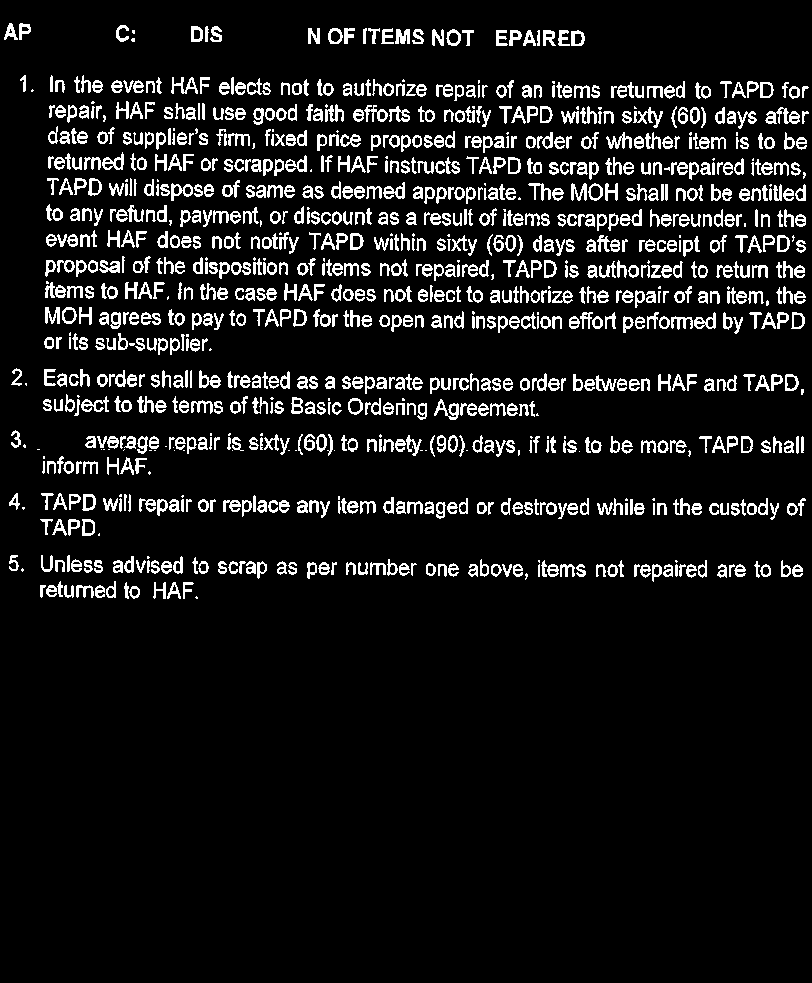 AP C: DIS N OF ITEMS NOT EPAIRED
1. In the event HAF elects not to authorize repair of an items returned to TAPD for
repair, HAF shall use good faith efforts to notify TAPD within sixty (60) days after
date of supplier's firm, fixed price proposed repair order of whether item is to be
returned to HAF or scrapped. If HAF instructs TAPD to scrap the un-repaired items,
TAPD will dispose of same as deemed appropriate. The MOH shall not be entitled
to any refund, payment, or discount as a result of items scrapped hereunder. In the
event HAF does not notify TAPD within sixty (60) days after receipt of TAPD's
proposal of the disposition of items not repaired, TAPD is authorized to return the
items to HAF. In the case HAF does not elect to authorize the repair of an item, the
MOH agrees to pay to TAPD for the open and inspection effort performed by TAPD
or its sub-supplier.
2. Each order shall be treated as a separate purchase order between HAF and TAPD,
subject to the terms of this Basic Ordering Agreement.
3. average repair is sixty (60) to ninety (90) days, if it is to be more, TAPD shall
inform HAF.
4. TAPD will repair or replace any item damaged or destroyed while in the custody of
TAPD.
5. Unless advised to scrap as per number one above, items not repaired are to be
returned to HAF.